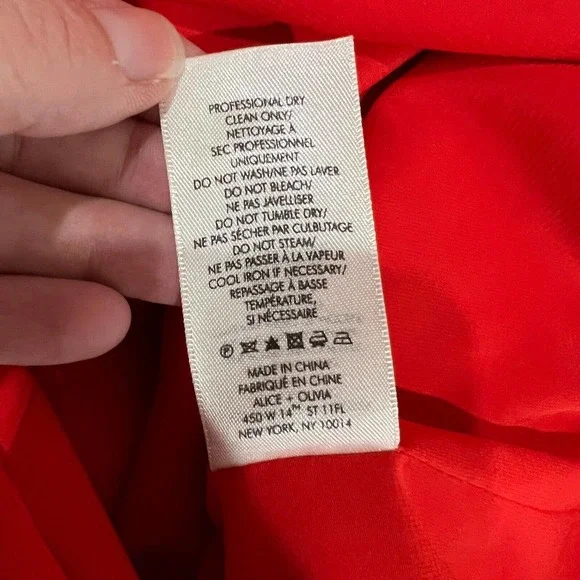 PROFESSIONAL DRY
CLEAN ONLY/
NETTOYAGE À
SEC PROFESSIONNEL
UNIQUEMENT
DO NOT WASH/NE PAS LAVER
DO NOT BLEACH/
NE PAS JAVELLISER
DO NOT TUMBLE DRY/
NE PAS SÉCHER PAR CULBUTAGE
DO NOT STEAM/
NE PAS PASSER À LA VAPEUR
COOL IRON IF NECESSARY/
REPASSAGE À BASSE
TEMPÉRATURE,
SI NÉCESSAIRE
P
MADE IN CHINA
FABRIQUÉ EN CHINE
ALICE + OLIVIA
450 W 14TH ST 11FL
NEW YORK, NY 10014